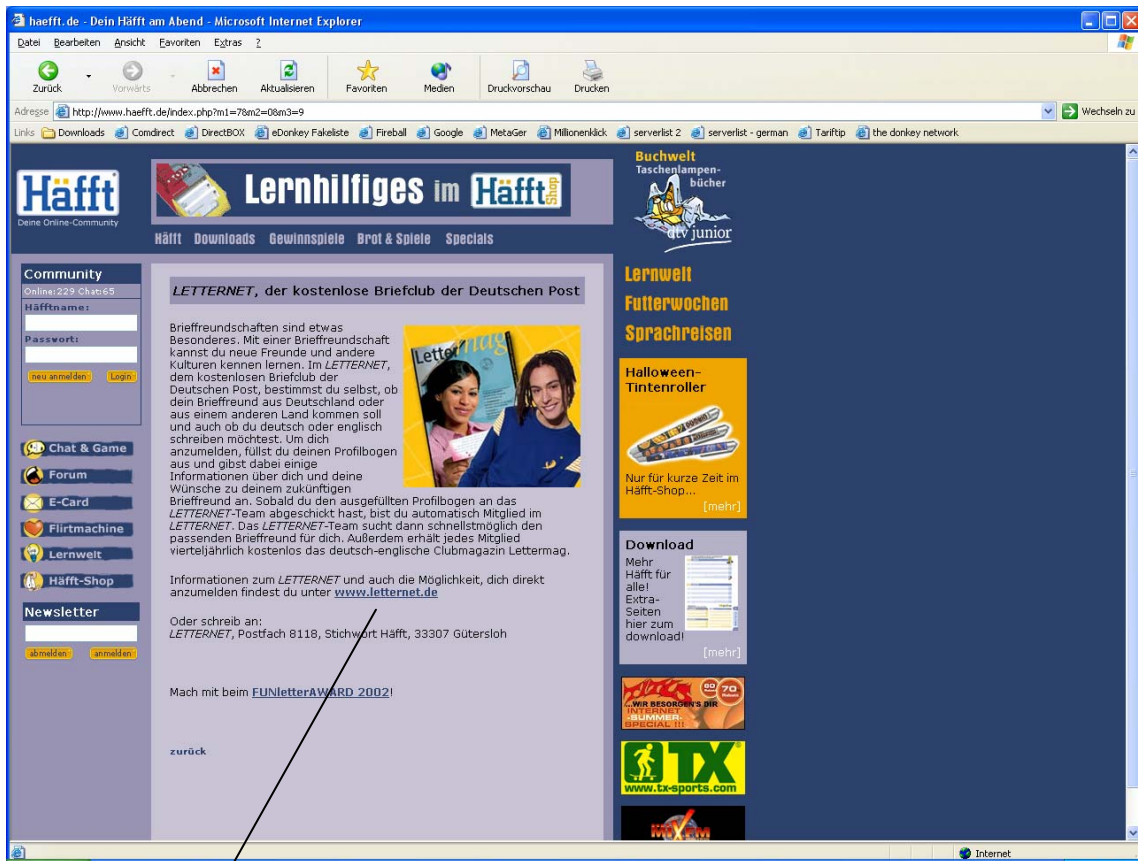 haefft.de - Dein Häfft am Abend - Microsoft Internet Explorer
Datei Bearbeiten Ansicht Favoriten Extras ?
Zurück Vorwärts Abbrechen Aktualisieren Favoriten Medien Druckvorschau Drucken
Adresse http://www.haefft.de/index.php?m1=7&m2=0&m3=9 Wechseln zu
Links Downloads Comdirect DirectBOX eDonkey Fakeliste Fireball Google MetaGer Millionenklick serverlist 2 serverlist - german Tariftip the donkey network
Häfft
Deine Online-Community
Lernhilfiges im Häfft Shop
Häfft Downloads Gewinnspiele Brot & Spiele Specials
Buchwelt
Taschenlampen-
bücher
dtv junior
Community
Online:229 Chat:65
Häfftname:
Passwort:
neu anmelden Login
Chat & Game
Forum
E-Card
Flirtmachine
Lernwelt
Häfft-Shop
Newsletter
abmelden anmelden
LETTERNET, der kostenlose Briefclub der Deutschen Post
Brieffreundschaften sind etwas
Besonderes. Mit einer Brieffreundschaft
kannst du neue Freunde und andere
Kulturen kennen lernen. Im LETTERNET,
dem kostenlosen Briefclub der
Deutschen Post, bestimmst du selbst, ob
dein Brieffreund aus Deutschland oder
aus einem anderen Land kommen soll
und auch ob du deutsch oder englisch
schreiben möchtest. Um dich
anzumelden, füllst du deinen Profilbogen
aus und gibst dabei einige
Informationen über dich und deine
Wünsche zu deinem zukünftigen
Brieffreund an. Sobald du den ausgefüllten Profilbogen an das
LETTERNET-Team abgeschickt hast, bist du automatisch Mitglied im
LETTERNET. Das LETTERNET-Team sucht dann schnellstmöglich den
passenden Brieffreund für dich. Außerdem erhält jedes Mitglied
vierteljährlich kostenlos das deutsch-englische Clubmagazin Lettermag.
Lettermag
Informationen zum LETTERNET und auch die Möglichkeit, dich direkt
anzumelden findest du unter www.letternet.de
Oder schreib an:
LETTERNET, Postfach 8118, Stichwort Häfft, 33307 Gütersloh
Mach mit beim FUNletterAWARD 2002!
zurück
Lernwelt
Futterwochen
Sprachreisen
Halloween-
Tintenroller
Nur für kurze Zeit im
Häfft-Shop...
[mehr]
Download
Mehr
Häfft für
alle!
Extra-
Seiten
hier zum
download!
[mehr]
...WIR BESORGEN'S DIR
INTERNET
-SUMMER-
SPECIAL !!!
TX
www.tx-sports.com
Internet